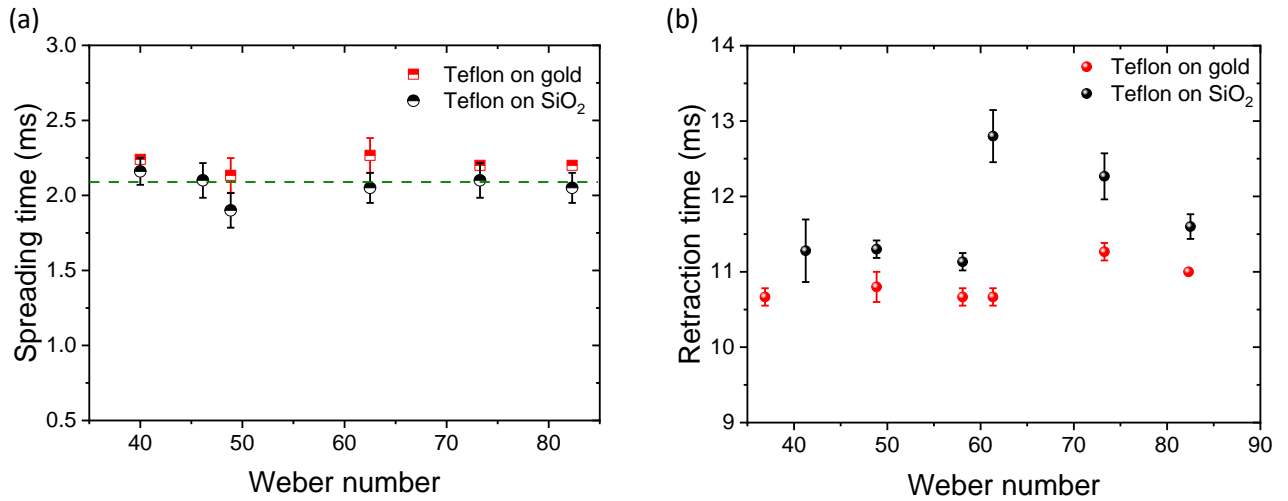 (a)
3.0
2.5
2.0
1.5
1.0
0.5
Spreading time (ms)
Teflon on gold
Teflon on SiO₂
40
50
60
70
80
Weber number
(b)
14
13
12
11
10
9
Retraction time (ms)
Teflon on gold
Teflon on SiO₂
40
50
60
70
80
90
Weber number